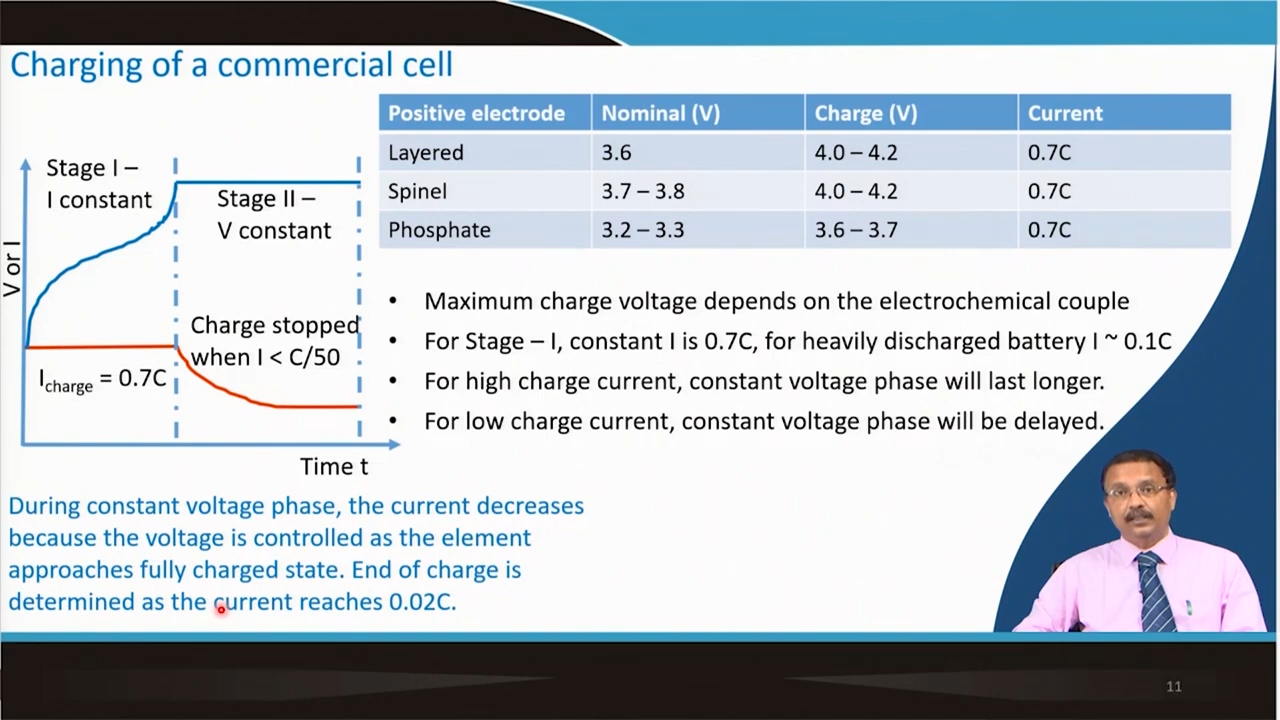 Charging of a commercial cell
Stage I –
I constant
Stage II –
V constant
V or I
Charge stopped
when I < C/50
Icharge = 0.7C
Time t
Positive electrode Nominal (V) Charge (V) Current
Layered 3.6 4.0 – 4.2 0.7C
Spinel 3.7 – 3.8 4.0 – 4.2 0.7C
Phosphate 3.2 – 3.3 3.6 – 3.7 0.7C
• Maximum charge voltage depends on the electrochemical couple
• For Stage – I, constant I is 0.7C, for heavily discharged battery I ~ 0.1C
• For high charge current, constant voltage phase will last longer.
• For low charge current, constant voltage phase will be delayed.
During constant voltage phase, the current decreases
because the voltage is controlled as the element
approaches fully charged state. End of charge is
determined as the current reaches 0.02C.
11